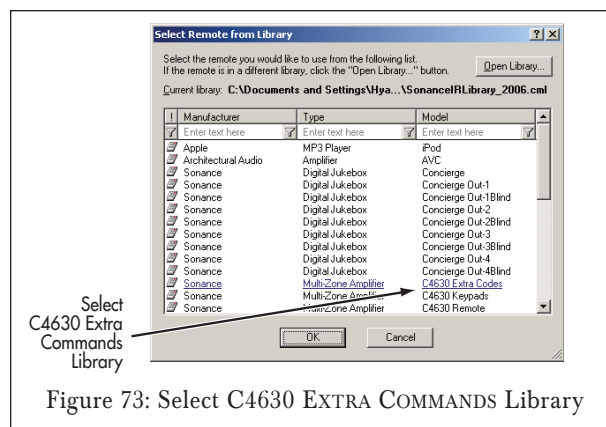 Select Remote from Library
Select the remote you would like to use from the following list.
If the remote is in a different library, click the "Open Library..." button.
Open Library...
Current library: C:\Documents and Settings\Hya...\SonanceIRLibrary_2006.cml
! Manufacturer Type Model
Enter text here Enter text here Enter text here
Apple MP3 Player iPod
Architectural Audio Amplifier AVC
Sonance Digital Jukebox Concierge
Sonance Digital Jukebox Concierge Out-1
Sonance Digital Jukebox Concierge Out-1Blind
Sonance Digital Jukebox Concierge Out-2
Sonance Digital Jukebox Concierge Out-2Blind
Sonance Digital Jukebox Concierge Out-3
Sonance Digital Jukebox Concierge Out-3Blind
Sonance Digital Jukebox Concierge Out-4
Sonance Digital Jukebox Concierge Out-4Blind
Sonance Multi-Zone Amplifier C4630 Extra Codes
Sonance Multi-Zone Amplifier C4630 Keypads
Sonance Multi-Zone Amplifier C4630 Remote
OK Cancel
Select
C4630 Extra
Commands
Library
Figure 73: Select C4630 EXTRA COMMANDS Library